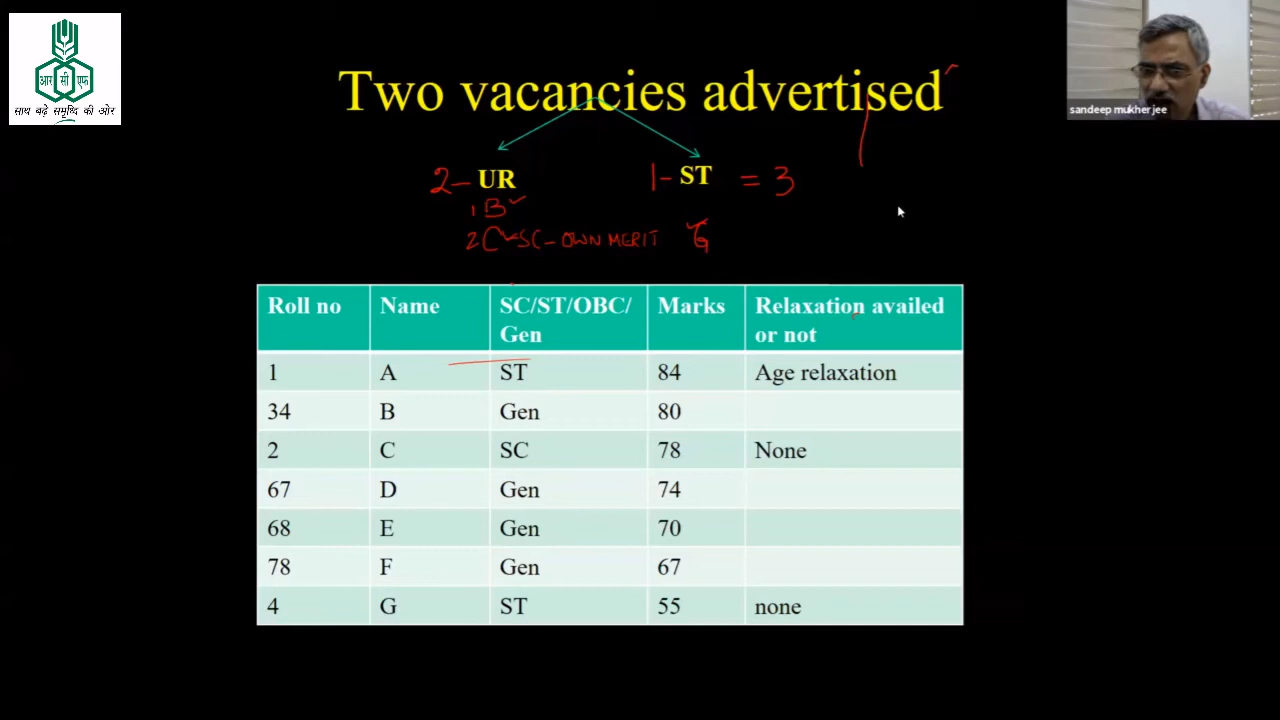 आर सी एफ
साथ बढ़ें समृद्धि की ओर
sandeep mukherjee
Two vacancies advertised
2 - UR
1 - ST = 3
1 B ✓
2 C ✓ SC - OWN MERIT G
Roll no Name SC/ST/OBC/ Marks Relaxation availed
Gen or not
1 A ST 84 Age relaxation
34 B Gen 80
2 C SC 78 None
67 D Gen 74
68 E Gen 70
78 F Gen 67
4 G ST 55 none